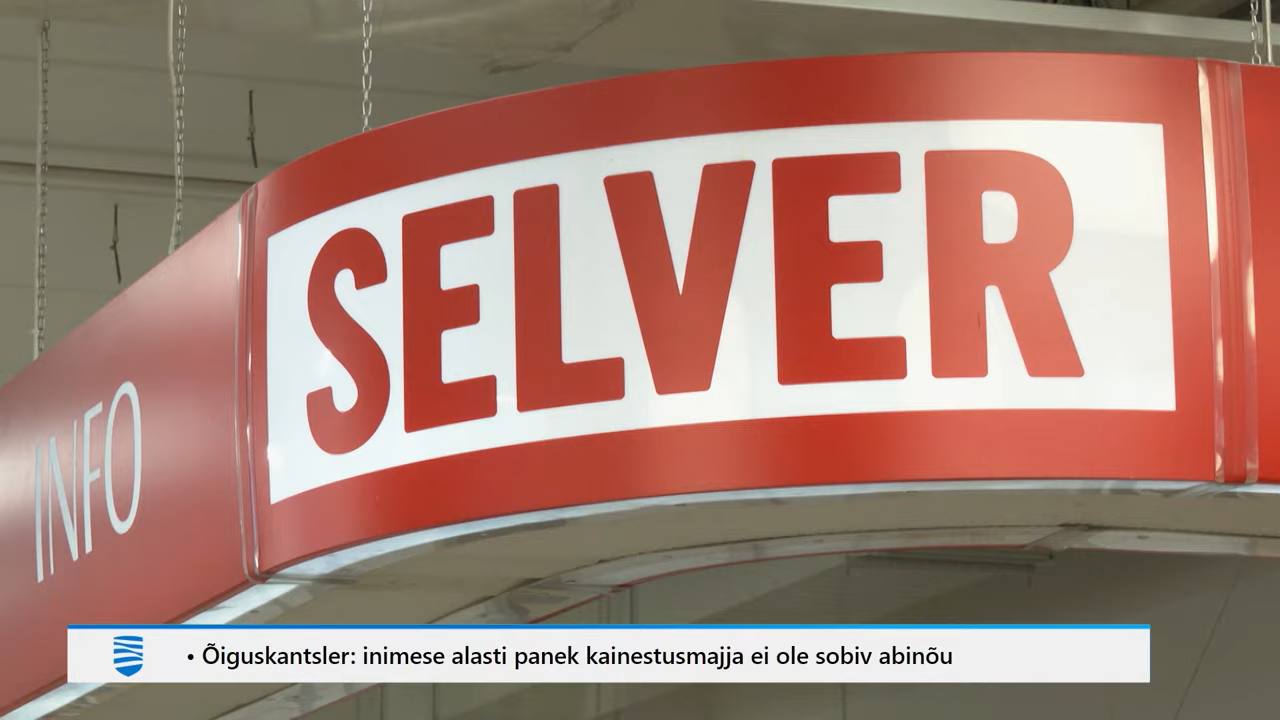 SELVER
INFO
• Õiguskantsler: inimese alasti panek kainestusmajja ei ole sobiv abinõu